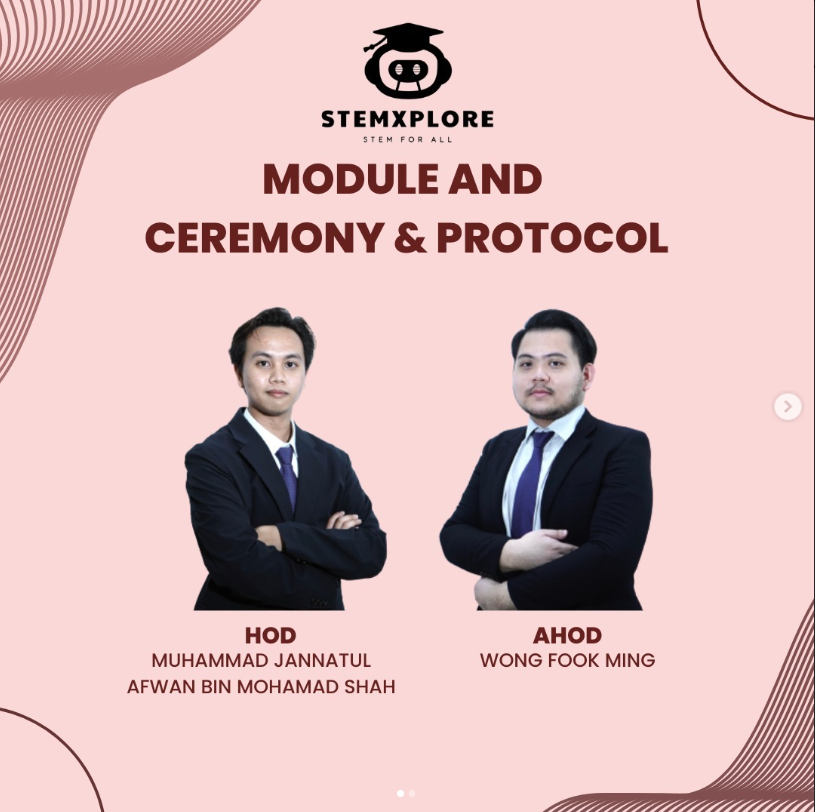 STEMXPLORE
STEM FOR ALL
MODULE AND
CEREMONY & PROTOCOL
HOD
MUHAMMAD JANNATUL
AFWAN BIN MOHAMAD SHAH
AHOD
WONG FOOK MING